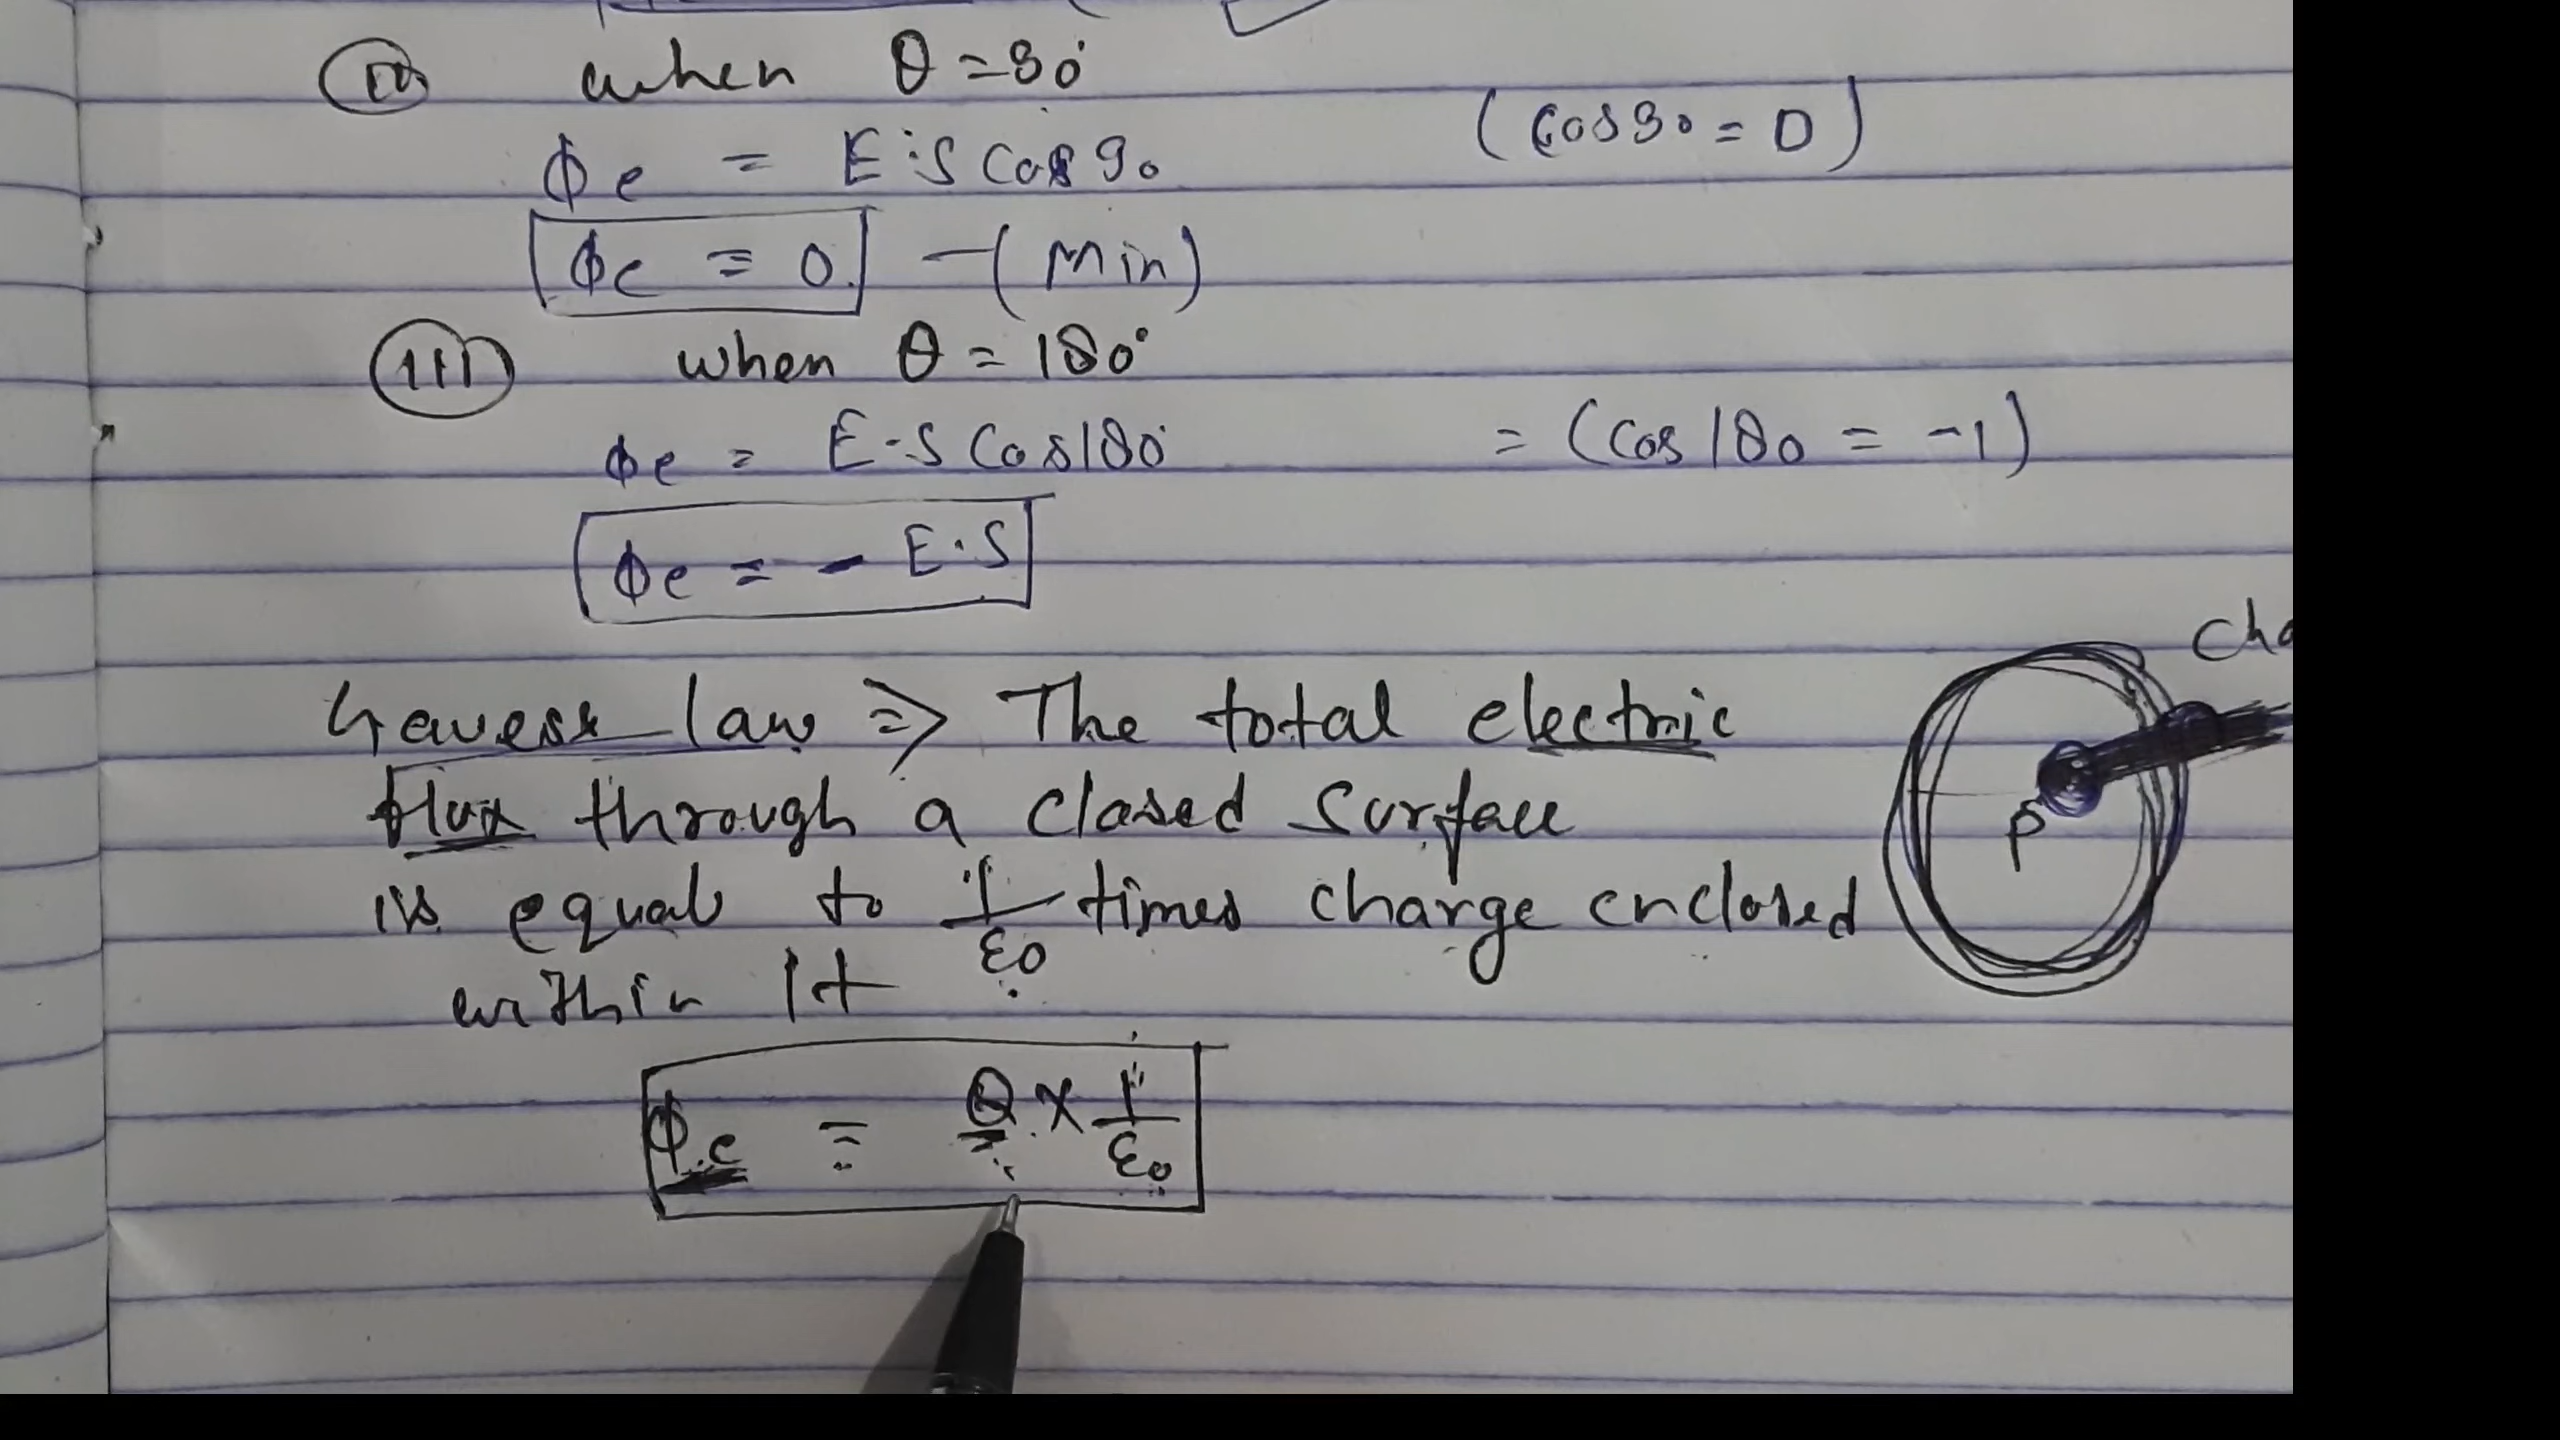 (ii) when θ = 90°
(cos 90 = 0)
ϕe = E·S cos 90
ϕe = 0 - (Min)
(iii) when θ = 180°
ϕe = E·S cos 180° = (cos 180 = -1)
ϕe = - E·S
law ⇒ The total electric
flux through a closed surface
is equal to 1/ε0 times charge enclosed
within it
ϕe = Q × 1/ε0
P